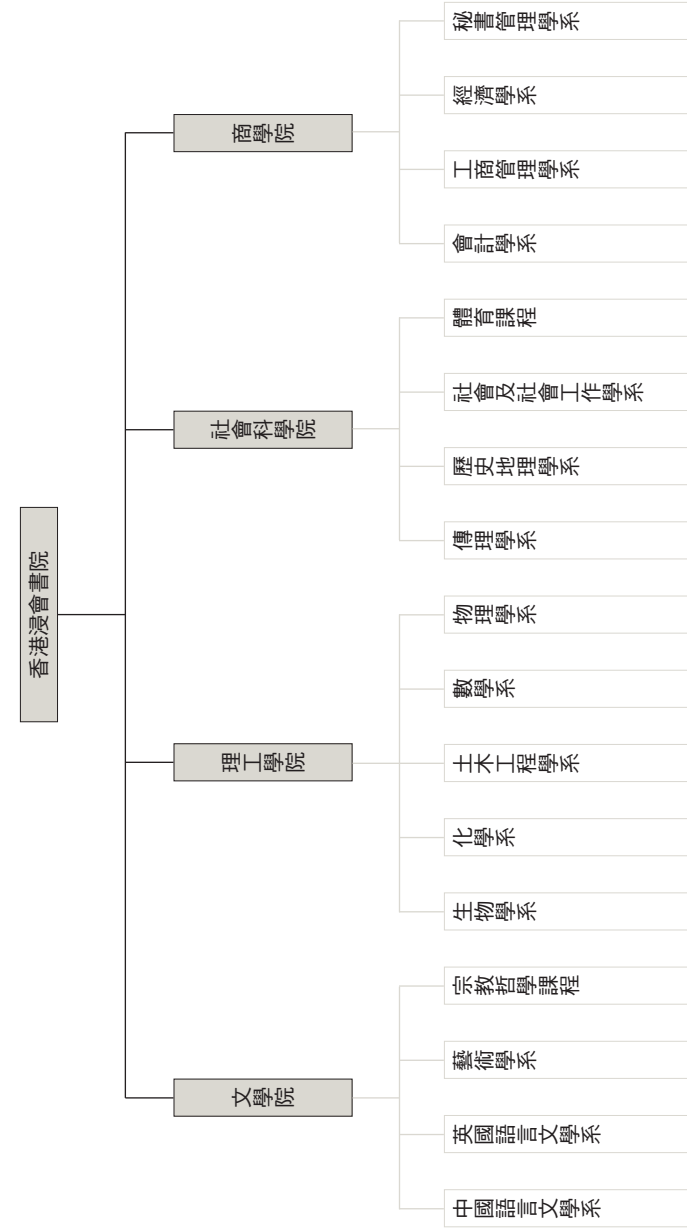 香港浸會書院
文學院
中國語言文學系
英國語言文學系
藝術學系
宗教哲學課程
理工學院
生物學系
化學系
土木工程學系
數學系
物理學系
社會科學院
傳理學系
歷史地理學系
社會及社會工作學系
體育課程
商學院
會計學系
工商管理學系
經濟學系
秘書管理學系